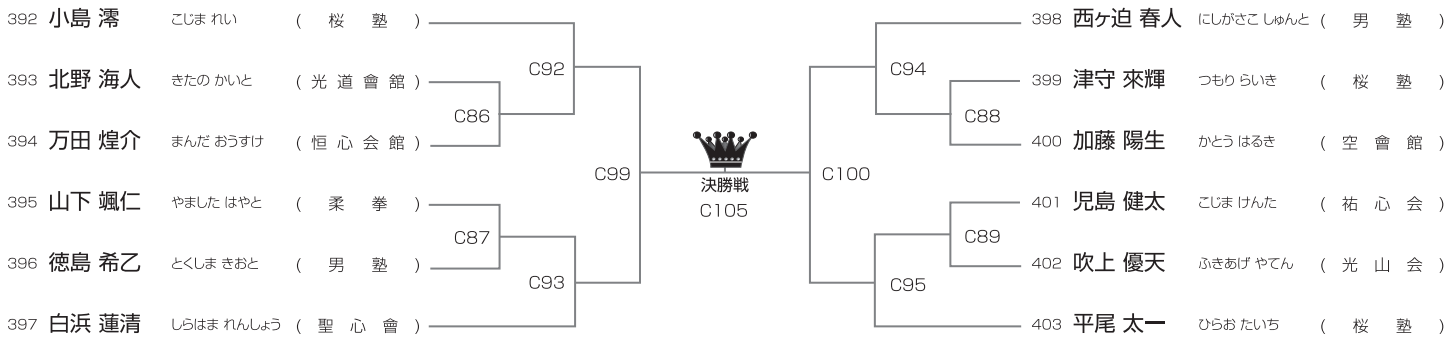 392 小島 澪 こじま れい ( 桜 塾 )
C92
393 北野 海人 きたの かいと ( 光 道 會 館 )
C86
394 万田 煌介 まんだ おうすけ ( 恒 心 会 館 )
C99
395 山下 颯仁 やました はやと ( 柔 拳 )
C87
396 徳島 希乙 とくしま きおと ( 男 塾 )
C93
397 白浜 蓮清 しらはま れんしょう ( 聖 心 會 )
決勝戦
C105
398 西ヶ迫 春人 にしがさこ しゅんと ( 男 塾 )
C94
399 津守 來輝 つもり らいき ( 桜 塾 )
C88
400 加藤 陽生 かとう はるき ( 空 會 館 )
C100
401 児島 健太 こじま けんた ( 祐 心 会 )
C89
402 吹上 優天 ふきあげ やてん ( 光 山 会 )
C95
403 平尾 太一 ひらお たいち ( 桜 塾 )